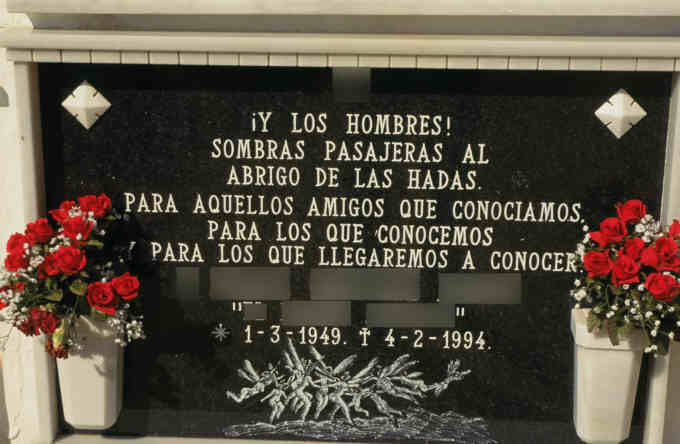 ¡Y LOS HOMBRES!
SOMBRAS PASAJERAS AL
ABRIGO DE LAS HADAS.
PARA AQUELLOS AMIGOS QUE CONOCIAMOS,
PARA LOS QUE CONOCEMOS
Y PARA LOS QUE LLEGAREMOS A CONOCER
1-3-1949. ✝ 4-2-1994.